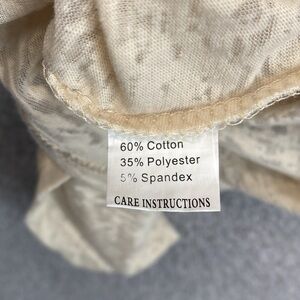 60% Cotton
35% Polyester
5% Spandex
CARE INSTRUCTIONS